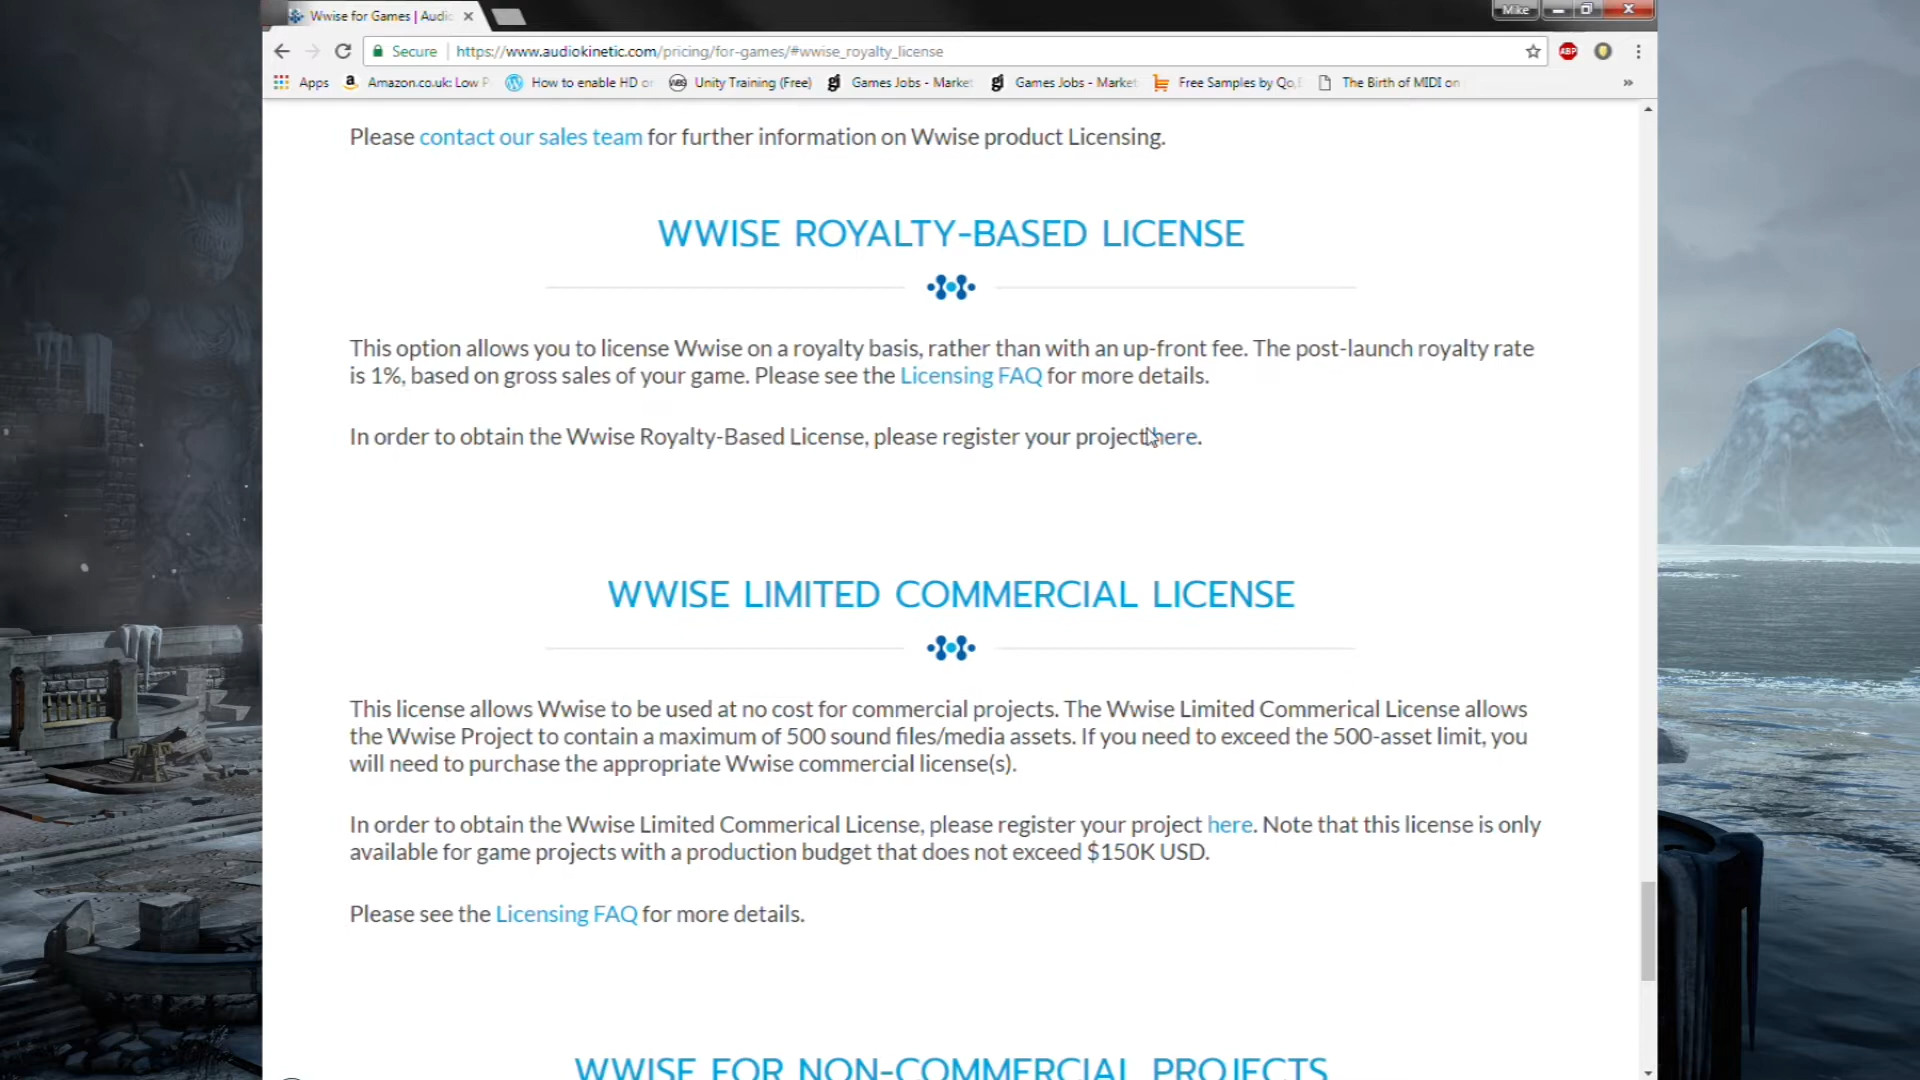 Wwise for Games | Audio
Mike
Secure https://www.audiokinetic.com/pricing/for-games/#wwise_royalty_license
ABP
Apps Amazon.co.uk: Low P How to enable HD or Unity Training (Free) Games Jobs - Market Games Jobs - Market Free Samples by Qo.E The Birth of MIDI on »
Please contact our sales team for further information on Wwise product Licensing.
WWISE ROYALTY-BASED LICENSE
This option allows you to license Wwise on a royalty basis, rather than with an up-front fee. The post-launch royalty rate
is 1%, based on gross sales of your game. Please see the Licensing FAQ for more details.
In order to obtain the Wwise Royalty-Based License, please register your project here.
WWISE LIMITED COMMERCIAL LICENSE
This license allows Wwise to be used at no cost for commercial projects. The Wwise Limited Commerical License allows
the Wwise Project to contain a maximum of 500 sound files/media assets. If you need to exceed the 500-asset limit, you
will need to purchase the appropriate Wwise commercial license(s).
In order to obtain the Wwise Limited Commerical License, please register your project here. Note that this license is only
available for game projects with a production budget that does not exceed $150K USD.
Please see the Licensing FAQ for more details.
WWISE FOR NON-COMMERCIAL PROJECTS